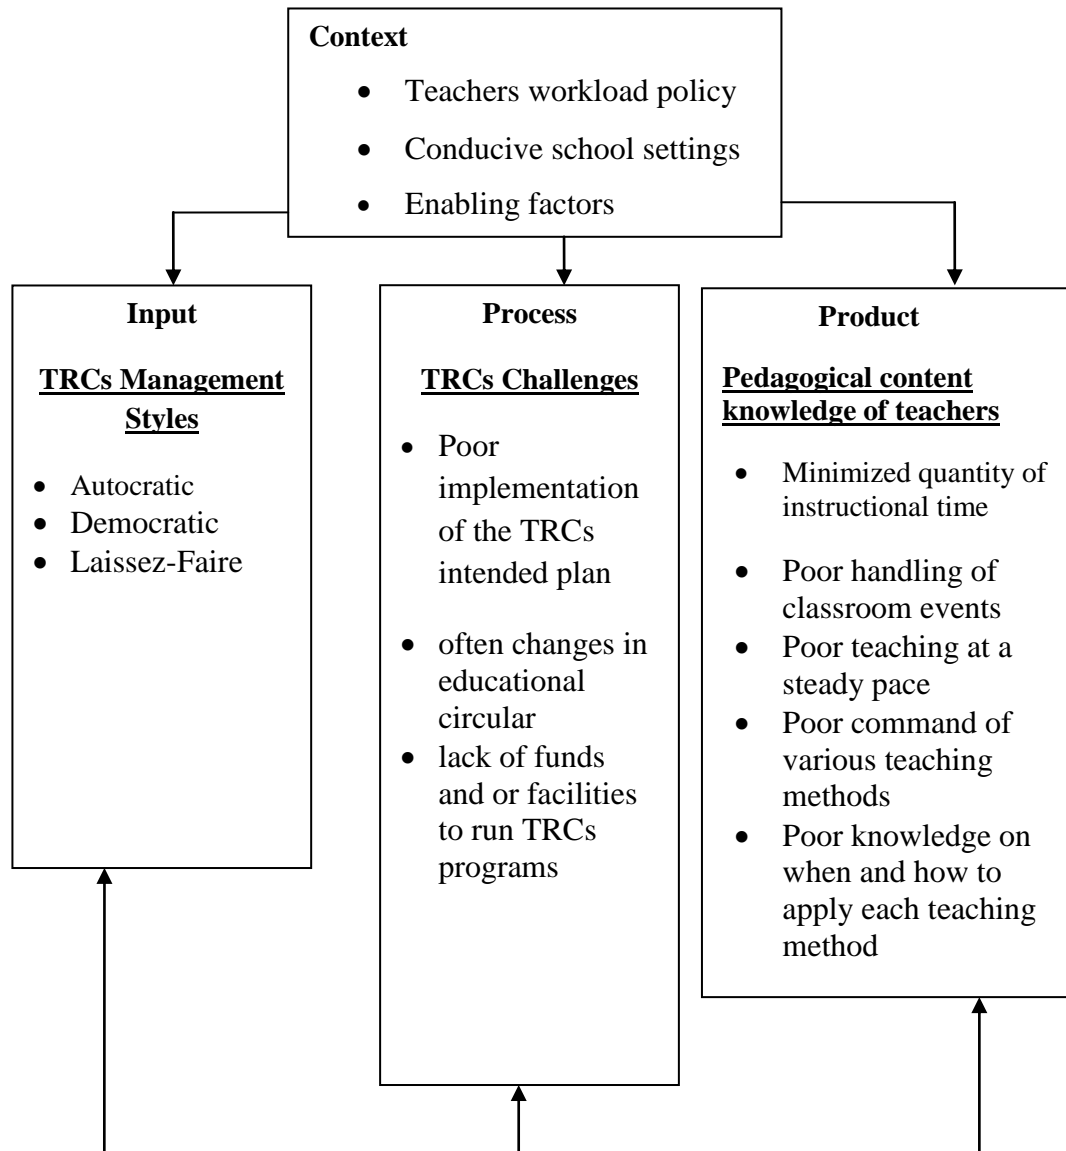 Context
• Teachers workload policy
• Conducive school settings
• Enabling factors
Input
TRCs Management
Styles
• Autocratic
• Democratic
• Laissez-Faire
Process
TRCs Challenges
• Poor
implementation
of the TRCs
intended plan
• often changes in
educational
circular
• lack of funds
and or facilities
to run TRCs
programs
Product
Pedagogical content
knowledge of teachers
• Minimized quantity of
instructional time
• Poor handling of
classroom events
• Poor teaching at a
steady pace
• Poor command of
various teaching
methods
• Poor knowledge on
when and how to
apply each teaching
method